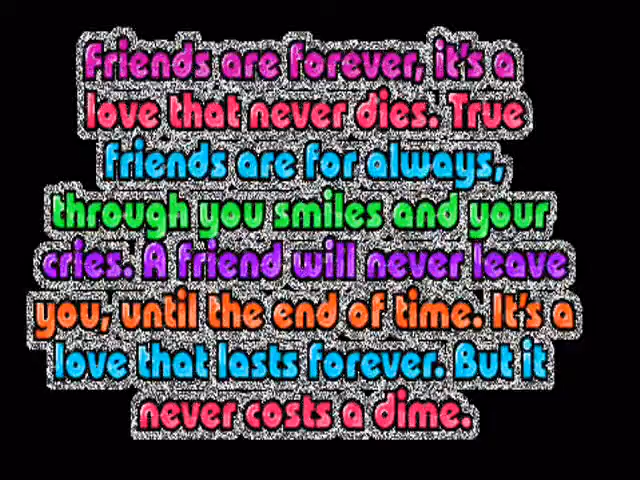 Friends are forever, it's a
love that never dies. True
friends are for always,
through you smiles and your
cries. A friend will never leave
you, until the end of time. It's a
love that lasts forever. But it
never costs a dime.